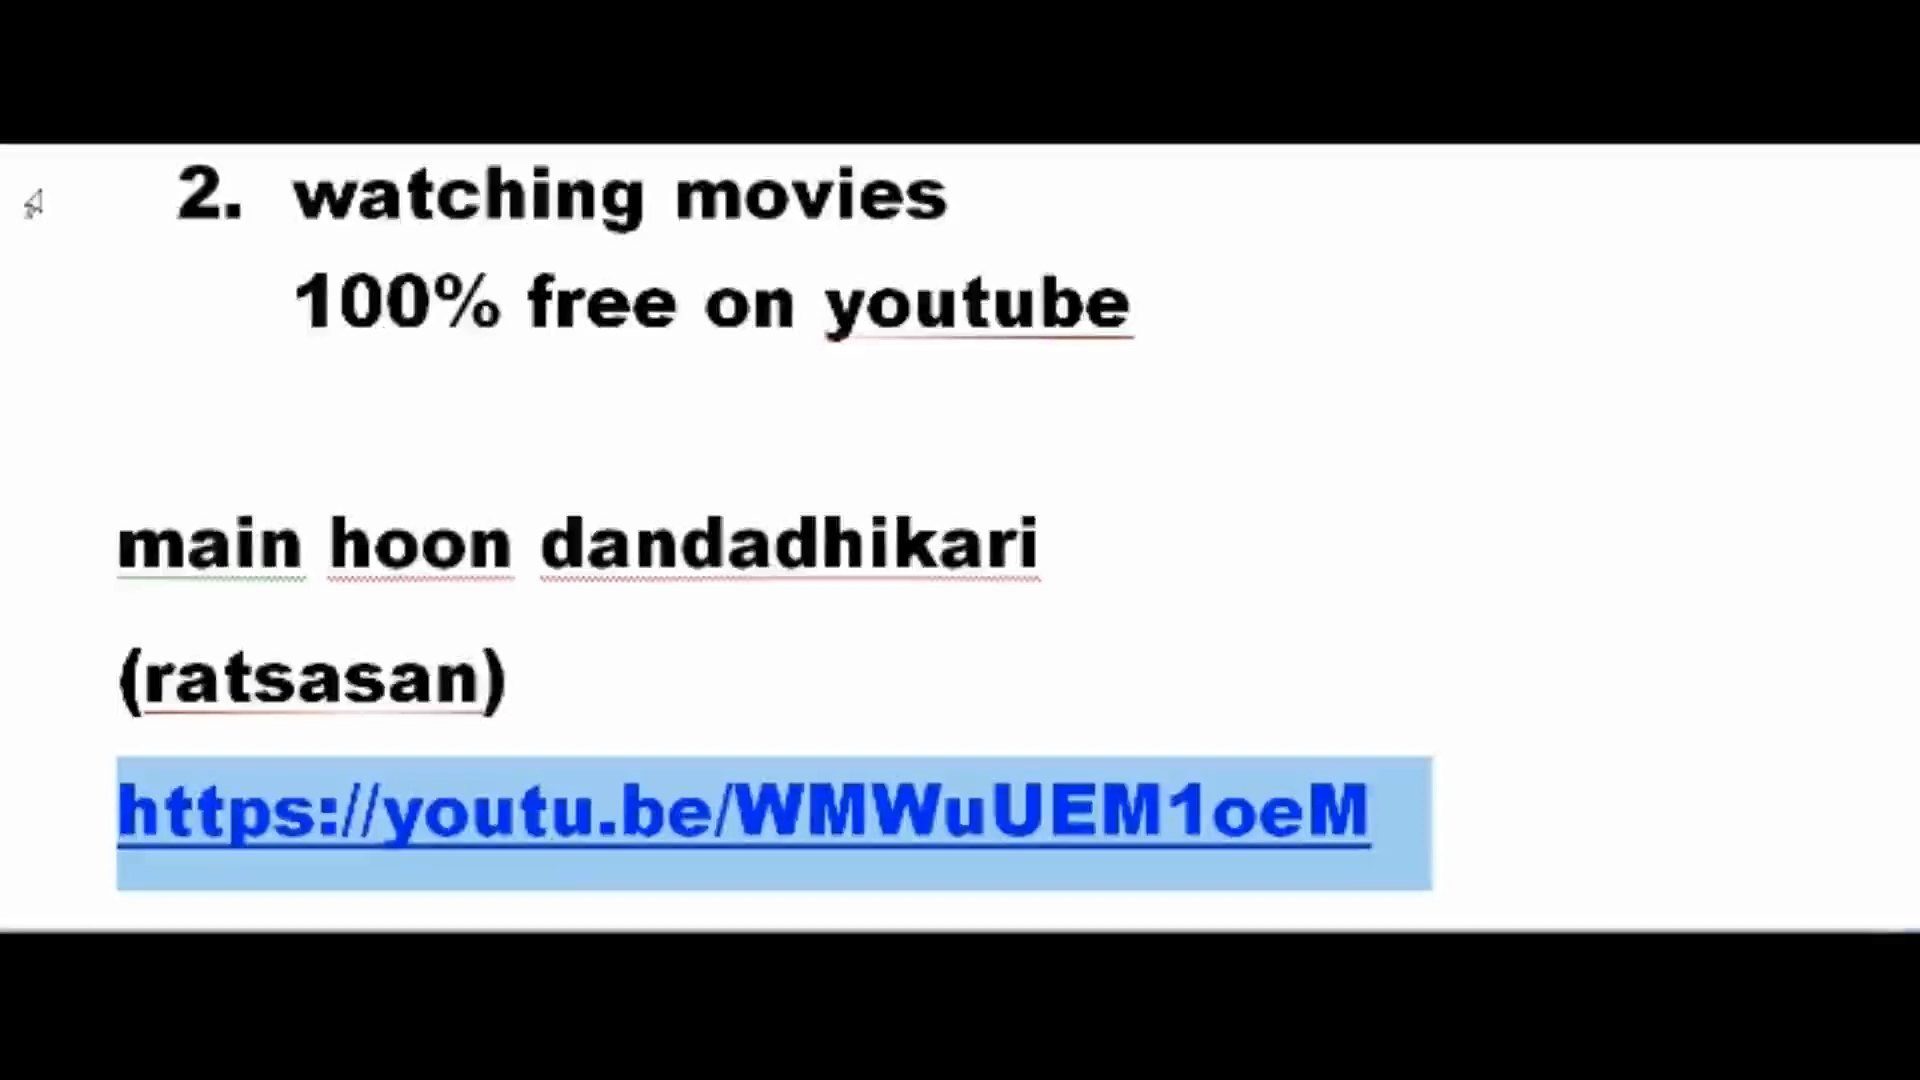 2. watching movies
100% free on youtube
main hoon dandadhikari
(ratsasan)
https://youtu.be/WMWuUEM1oeM